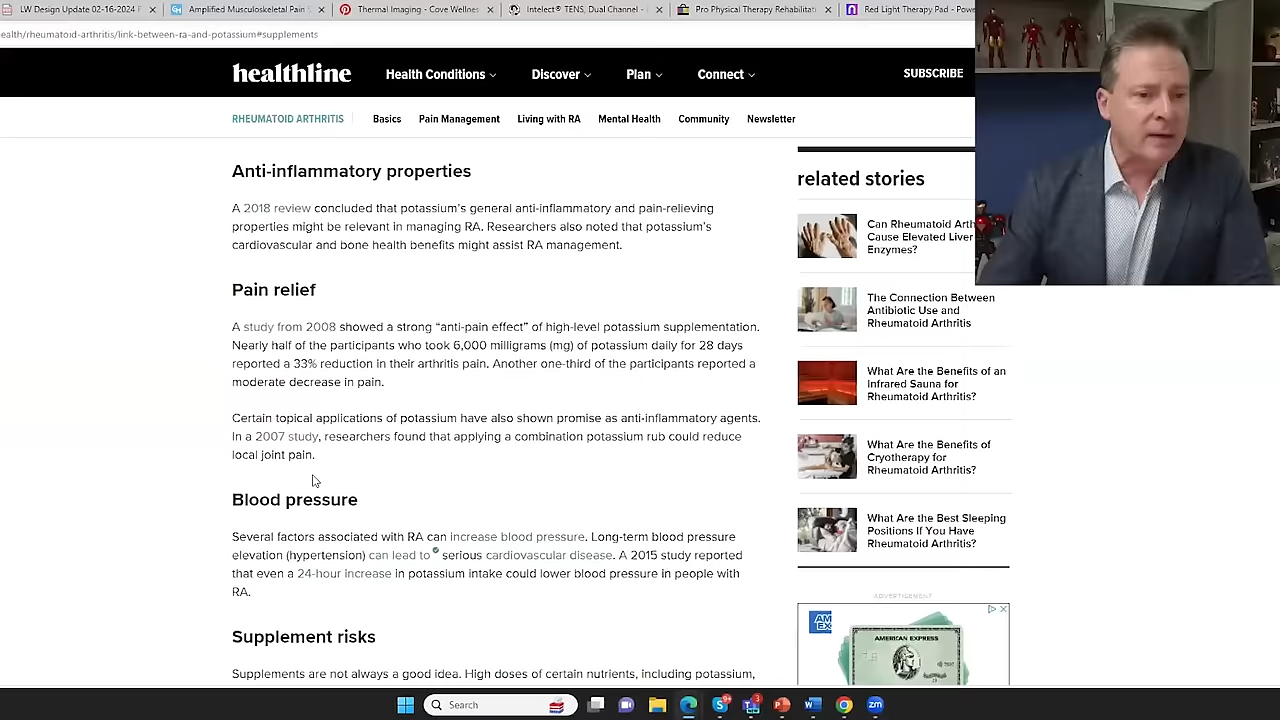 LW Design Update 02-16-2024 F
Amplified Musculoskeletal Pain S
Thermal Imaging - Cove Wellnes
Intelect® TENS, Dual Channel -
Pro Physical Therapy Rehabilitati
Red Light Therapy Pad - Power
ealth/rheumatoid-arthritis/link-between-ra-and-potassium#supplements
healthline
Health Conditions
Discover
Plan
Connect
SUBSCRIBE
RHEUMATOID ARTHRITIS
Basics
Pain Management
Living with RA
Mental Health
Community
Newsletter
Anti-inflammatory properties
A 2018 review concluded that potassium's general anti-inflammatory and pain-relieving
properties might be relevant in managing RA. Researchers also noted that potassium's
cardiovascular and bone health benefits might assist RA management.
Pain relief
A study from 2008 showed a strong “anti-pain effect” of high-level potassium supplementation.
Nearly half of the participants who took 6,000 milligrams (mg) of potassium daily for 28 days
reported a 33% reduction in their arthritis pain. Another one-third of the participants reported a
moderate decrease in pain.
Certain topical applications of potassium have also shown promise as anti-inflammatory agents.
In a 2007 study, researchers found that applying a combination potassium rub could reduce
local joint pain.
Blood pressure
Several factors associated with RA can increase blood pressure. Long-term blood pressure
elevation (hypertension) can lead to serious cardiovascular disease. A 2015 study reported
that even a 24-hour increase in potassium intake could lower blood pressure in people with
RA.
Supplement risks
Supplements are not always a good idea. High doses of certain nutrients, including potassium,
related stories
Can Rheumatoid Arth
Cause Elevated Liver
Enzymes?
The Connection Between
Antibiotic Use and
Rheumatoid Arthritis
What Are the Benefits of an
Infrared Sauna for
Rheumatoid Arthritis?
What Are the Benefits of
Cryotherapy for
Rheumatoid Arthritis?
What Are the Best Sleeping
Positions If You Have
Rheumatoid Arthritis?
ADVERTISEMENT
AM
EX
AMERICAN EXPRESS
Search